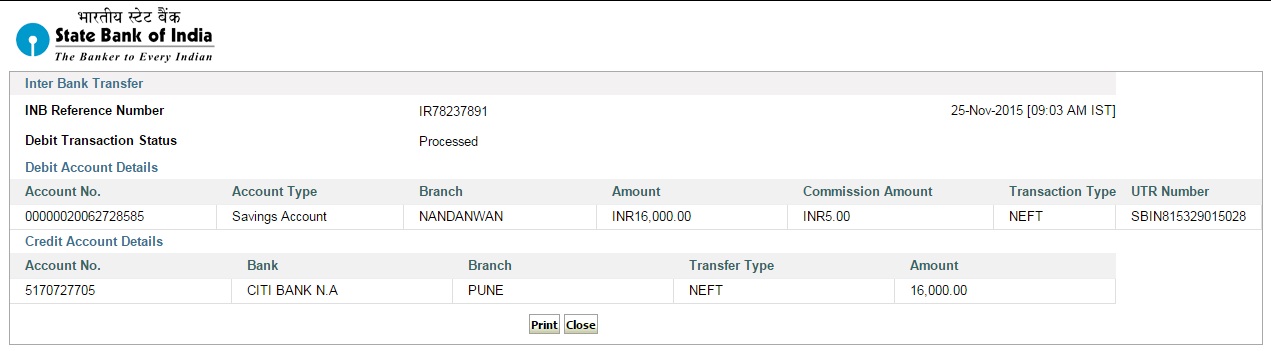 भारतीय स्टेट बैंक
State Bank of India
The Banker to Every Indian
Inter Bank Transfer
INB Reference Number IR78237891 25-Nov-2015 [09:03 AM IST]
Debit Transaction Status Processed
Debit Account Details
Account No. Account Type Branch Amount Commission Amount Transaction Type UTR Number
00000020062728585 Savings Account NANDANWAN INR16,000.00 INR5.00 NEFT SBIN815329015028
Credit Account Details
Account No. Bank Branch Transfer Type Amount
5170727705 CITI BANK N.A PUNE NEFT 16,000.00
Print Close